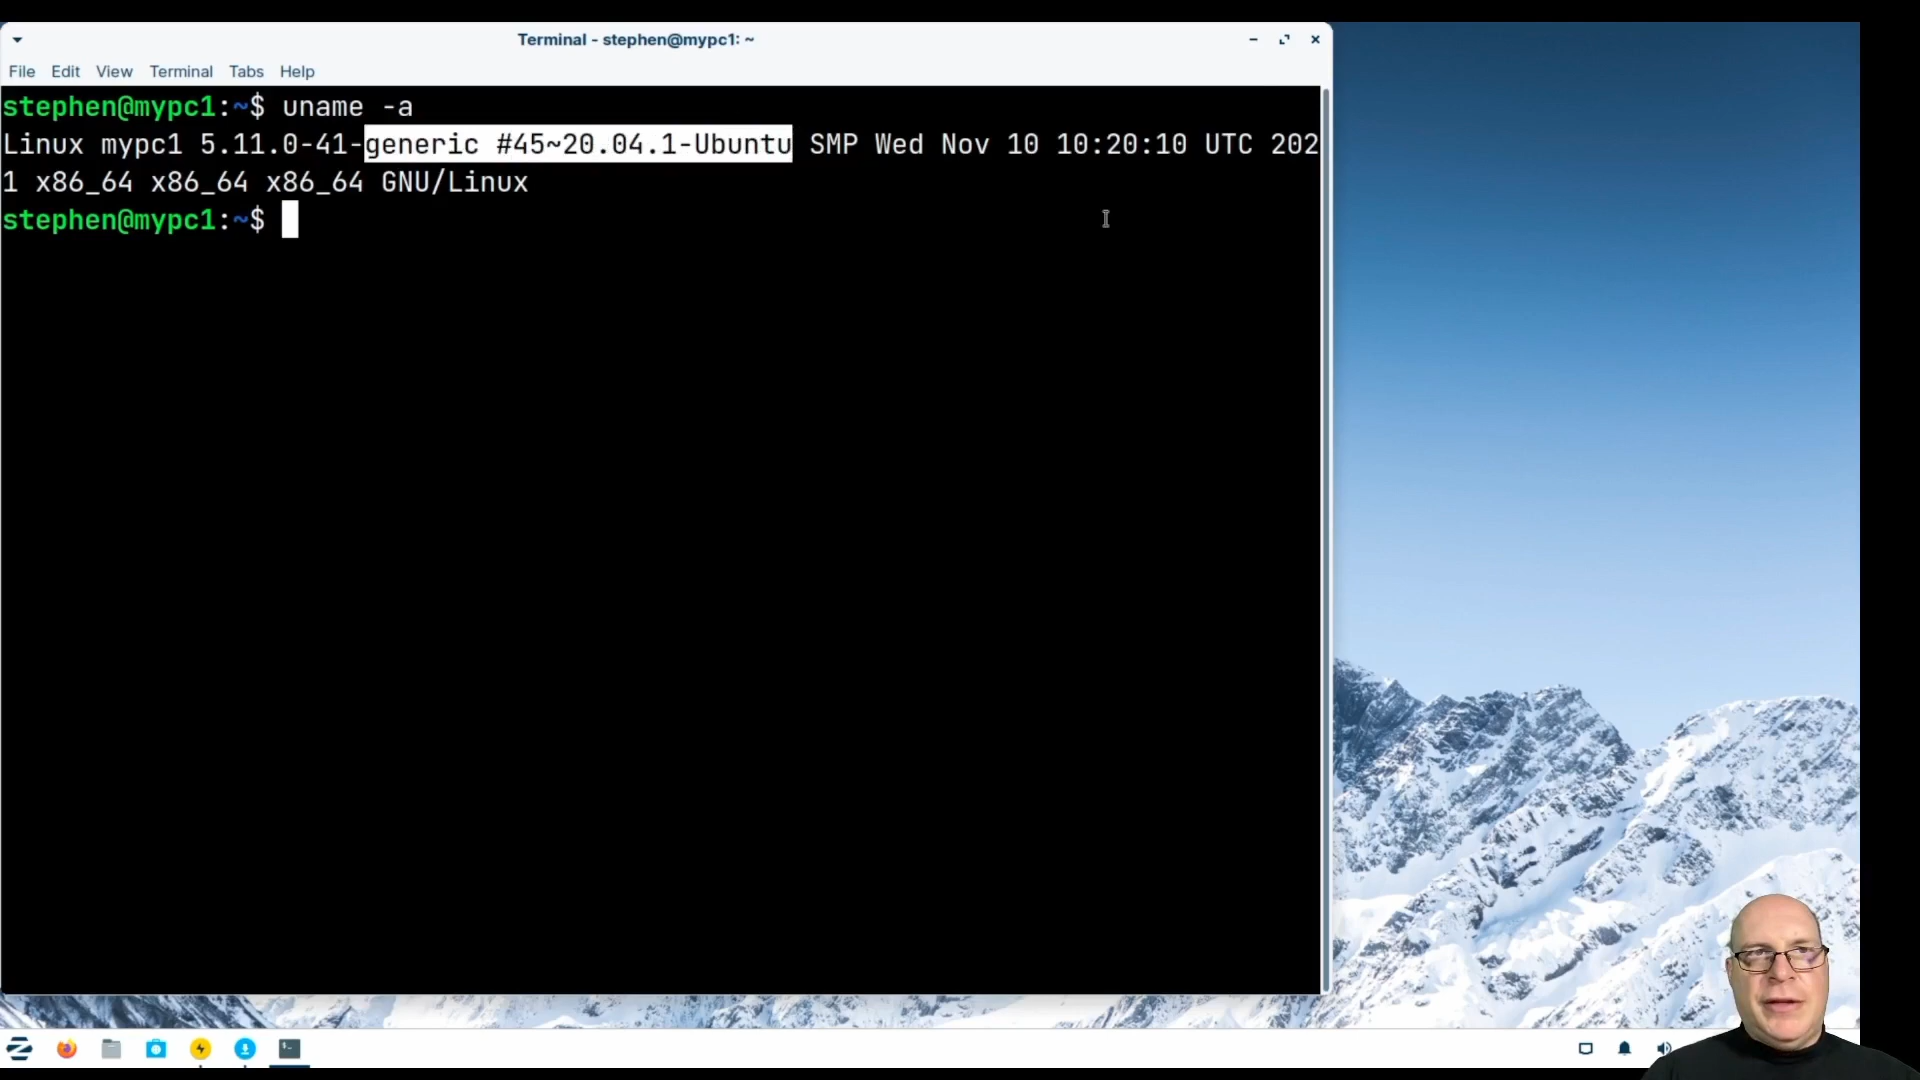 Terminal - stephen@mypc1: ~
File Edit View Terminal Tabs Help
stephen@mypc1:~$ uname -a
Linux mypc1 5.11.0-41-generic #45~20.04.1-Ubuntu SMP Wed Nov 10 10:20:10 UTC 202
1 x86_64 x86_64 x86_64 GNU/Linux
stephen@mypc1:~$